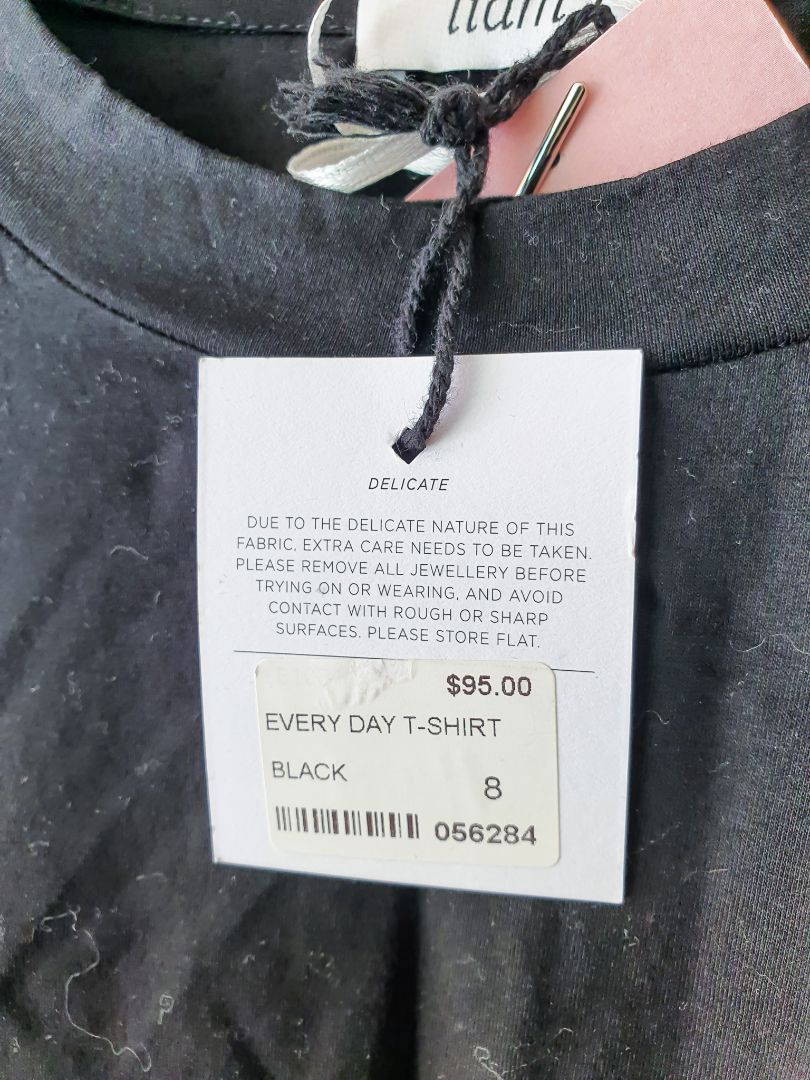 liam
DELICATE
DUE TO THE DELICATE NATURE OF THIS
FABRIC, EXTRA CARE NEEDS TO BE TAKEN.
PLEASE REMOVE ALL JEWELLERY BEFORE
TRYING ON OR WEARING, AND AVOID
CONTACT WITH ROUGH OR SHARP
SURFACES. PLEASE STORE FLAT.
$95.00
EVERY DAY T-SHIRT
BLACK 8
056284